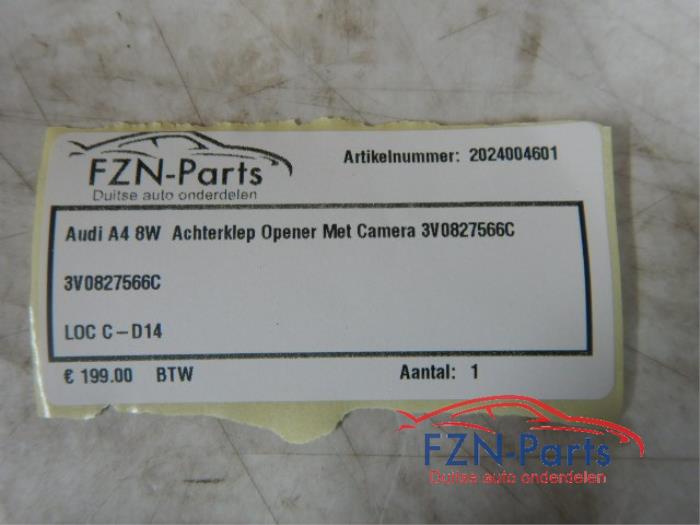 FZN-Parts
Duitse auto onderdelen
Artikelnummer: 2024004601
Audi A4 8W Achterklep Opener Met Camera 3V0827566C
3V0827566C
LOC C-D14
€ 199.00 BTW
Aantal: 1
FZN-Parts
Duitse auto onderdelen